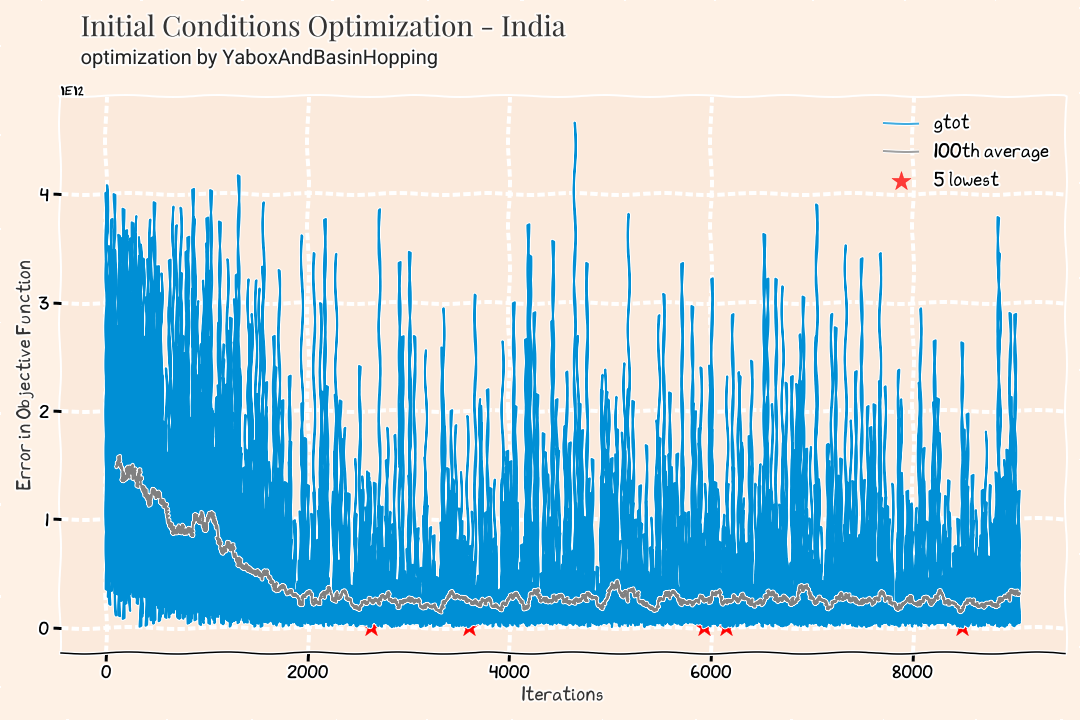 Initial Conditions Optimization - India
optimization by YaboxAndBasinHopping
1E12
gtot
100th average
5 lowest
4
3
2
1
0
Error in Objective Function
0 2000 4000 6000 8000
Iterations